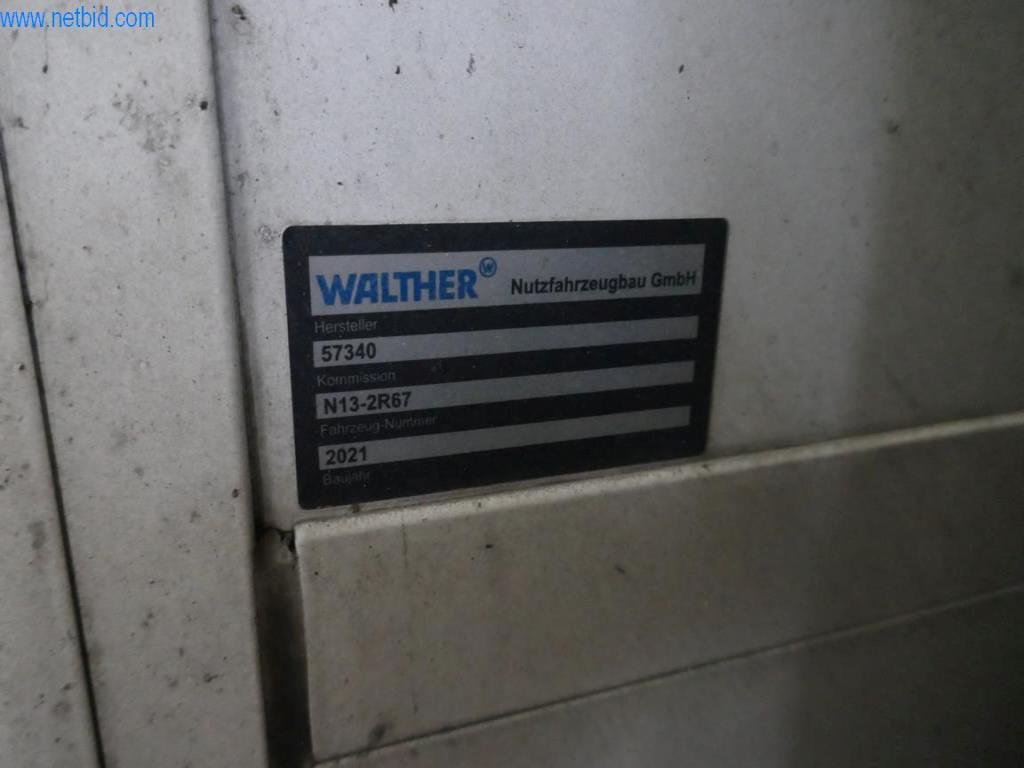 www.netbid.com
WALTHER W Nutzfahrzeugbau GmbH
Hersteller
57340
Kommission
N13-2R67
Fahrzeug-Nummer
2021
Baujahr